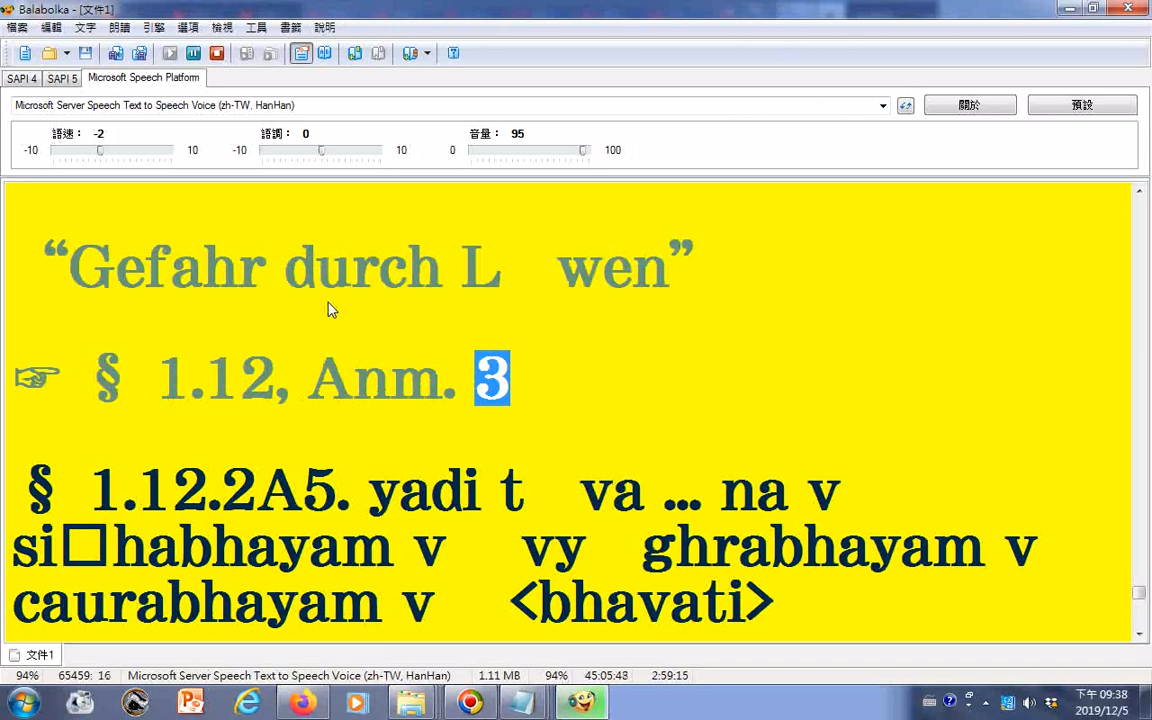 Balabolka - [文件1]
檔案 編輯 文字 朗讀 引擎 選項 檢視 工具 書籤 說明
SAPI 4 SAPI 5 Microsoft Speech Platform
Microsoft Server Speech Text to Speech Voice (zh-TW, HanHan) 關於 預設
語速： -2 語調： 0 音量： 95
-10 10 -10 10 0 100
“Gefahr durch L wen”
☞ § 1.12, Anm. 3
§ 1.12.2A5. yadi t va ... na v
si□habhayam v vy ghrabhayam v
caurabhayam v <bhavati>
文件1
94% 65459: 16 Microsoft Server Speech Text to Speech Voice (zh-TW, HanHan) 1.11 MB 94% 45:05:43 2:59:15
下午 09:38
2019/12/5